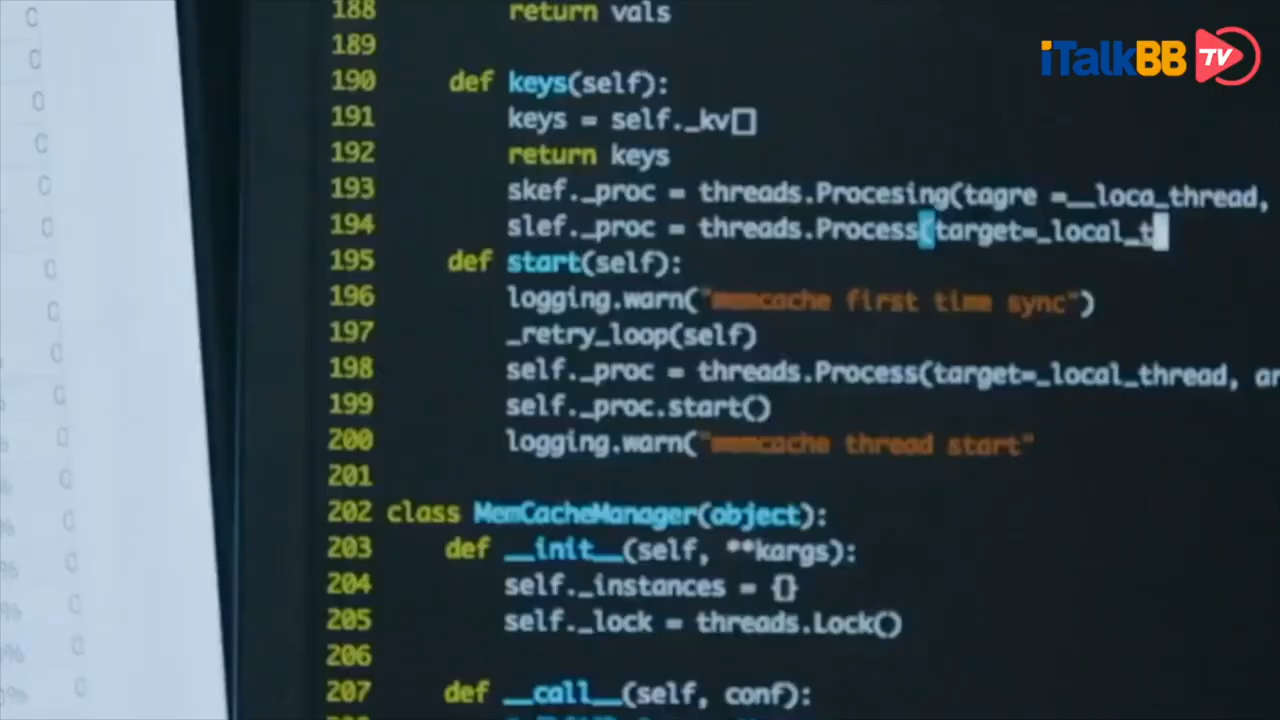 iTalkBB TV
188 return vals
189
190 def keys(self):
191 keys = self._kv[]
192 return keys
193 skef._proc = threads.Procesing(tagre =__loca_thread,
194 slef._proc = threads.Process(target=_local_t
195 def start(self):
196 logging.warn("memcache first time sync")
197 _retry_loop(self)
198 self._proc = threads.Process(target=_local_thread, ar
199 self._proc.start()
200 logging.warn("memcache thread start"
201
202 class MemCacheManager(object):
203 def __init__(self, **kargs):
204 self._instances = {}
205 self._lock = threads.Lock()
206
207 def __call__(self, conf):